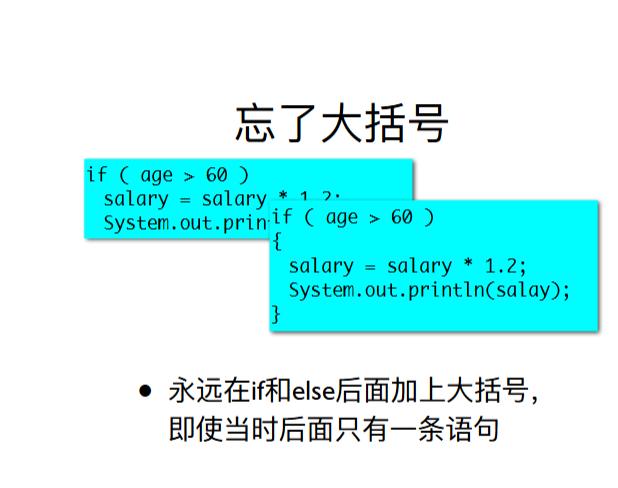 忘了大括号
if ( age > 60 )
salary = salary * 1.2;
System.out.prin
if ( age > 60 )
{
salary = salary * 1.2;
System.out.println(salay);
}
• 永远在if和else后面加上大括号，
即使当时后面只有一条语句